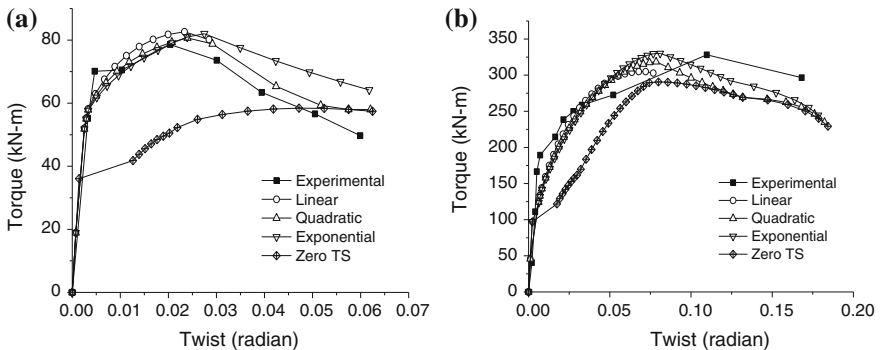 (a)
80
60
40
20
0
Torque (kN-m)
Experimental
Linear
Quadratic
Exponential
Zero TS
0.00 0.01 0.02 0.03 0.04 0.05 0.06 0.07
Twist (radian)
(b)
350
300
250
200
150
100
50
0
Torque (kN-m)
Experimental
Linear
Quadratic
Exponential
Zero TS
0.00 0.05 0.10 0.15 0.20
Twist (radian)